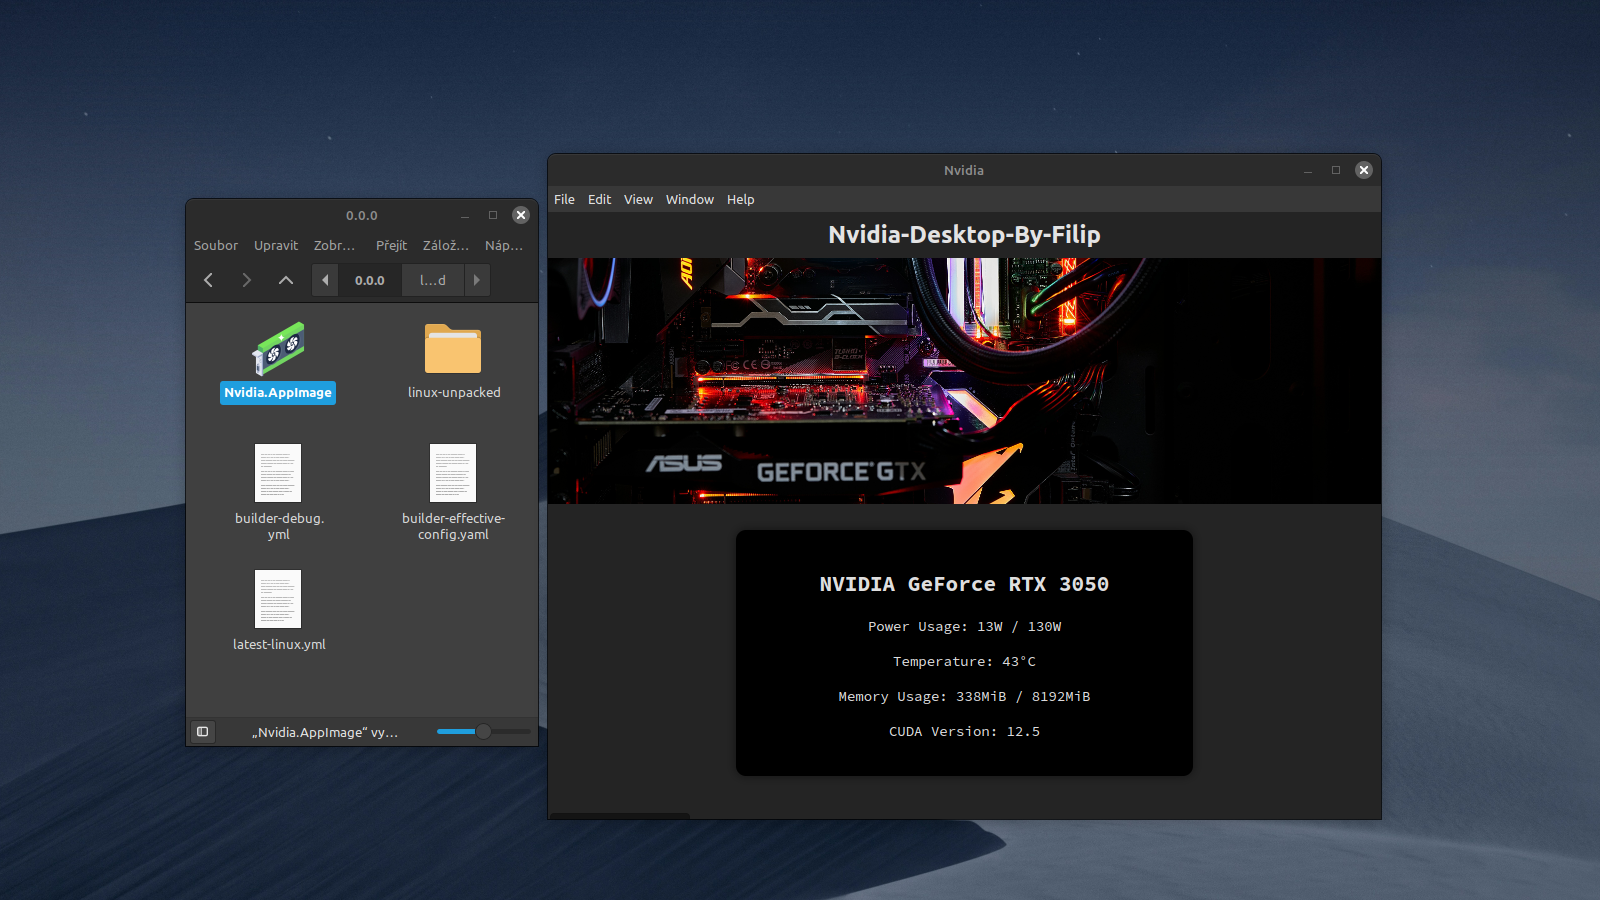 0.0.0
Soubor Upravit Zobr... Přejít Zálož... Náp...
0.0.0 l...d
Nvidia.AppImage
linux-unpacked
builder-debug.
yml
builder-effective-
config.yaml
latest-linux.yml
„Nvidia.AppImage“ vy...
Nvidia
File Edit View Window Help
Nvidia-Desktop-By-Filip
ASUS
GEFORCE GTX
NVIDIA GeForce RTX 3050
Power Usage: 13W / 130W
Temperature: 43°C
Memory Usage: 338MiB / 8192MiB
CUDA Version: 12.5